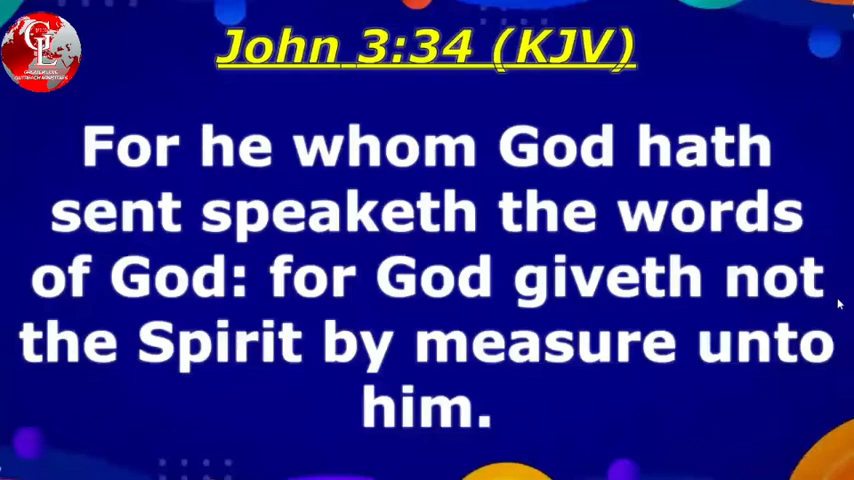 John 3:34 (KJV)
For he whom God hath
sent speaketh the words
of God: for God giveth not
the Spirit by measure unto
him.